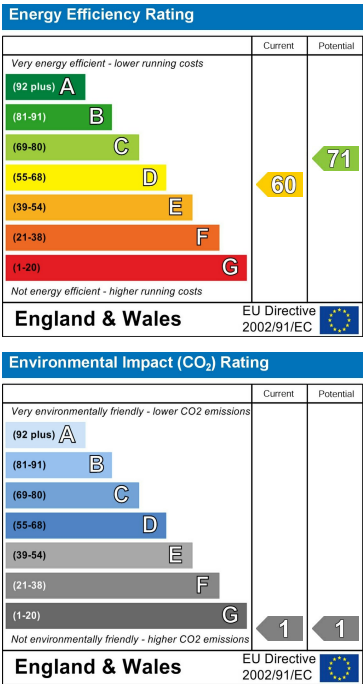 Energy Efficiency Rating
Current Potential
Very energy efficient - lower running costs
(92 plus) A
(81-91) B
(69-80) C
71
(55-68) D
60
(39-54) E
(21-38) F
(1-20) G
Not energy efficient - higher running costs
England & Wales
EU Directive
2002/91/EC
Environmental Impact (CO₂) Rating
Current Potential
Very environmentally friendly - lower CO2 emissions
(92 plus) A
(81-91) B
(69-80) C
(55-68) D
(39-54) E
(21-38) F
(1-20) G
1 1
Not environmentally friendly - higher CO2 emissions
England & Wales
EU Directive
2002/91/EC